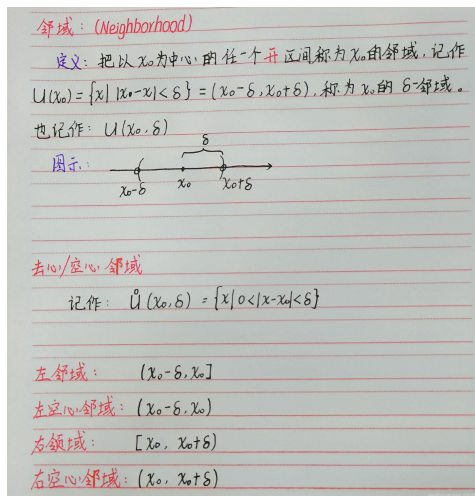 邻域：(Neighborhood)
定义：把以x₀为中心的任一个开区间称为x₀的邻域，记作
U(x₀)={x| |x₀-x|<δ}=(x₀-δ,x₀+δ)，称为x₀的 δ-邻域。
也记作：U(x₀,δ)
δ
图示：
x₀-δ x₀ x₀+δ
去心/空心邻域
记作：Ů(x₀,δ)={x|0<|x-x₀|<δ}
左邻域： (x₀-δ,x₀]
左空心邻域：(x₀-δ,x₀)
右领域： [x₀, x₀+δ)
右空心邻域：(x₀, x₀+δ)